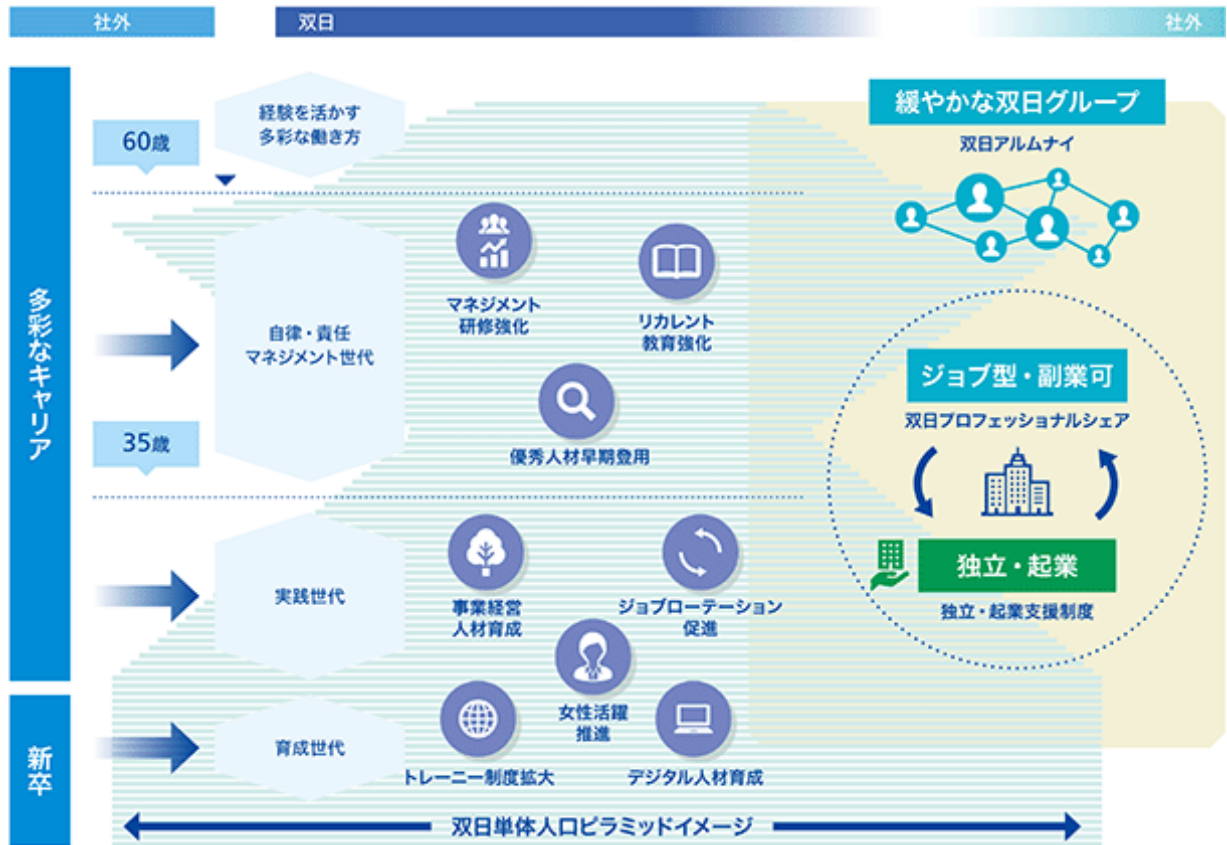 社外
双日
社外
多彩なキャリア
新卒
60歳
35歳
経験を活かす
多彩な働き方
自律・責任
マネジメント世代
実践世代
育成世代
マネジメント
研修強化
リカレント
教育強化
優秀人材早期登用
事業経営
人材育成
ジョブローテーション
促進
女性活躍
推進
トレーニー制度拡大
デジタル人材育成
緩やかな双日グループ
双日アルムナイ
ジョブ型・副業可
双日プロフェッショナルシェア
独立・起業
独立・起業支援制度
双日単体人口ピラミッドイメージ